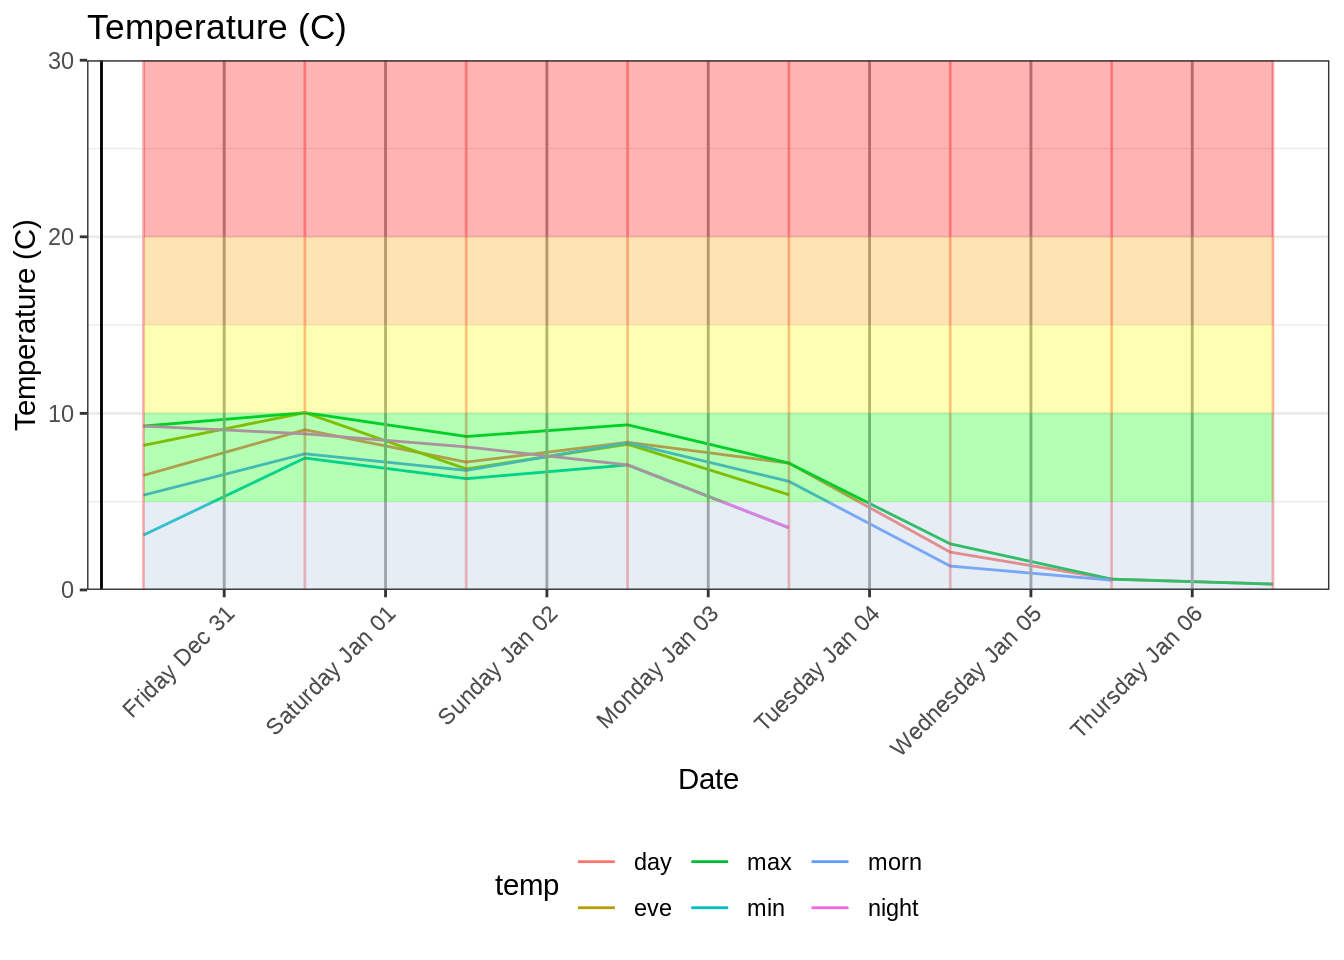 Temperature (C)
30
20
10
0
Temperature (C)
Friday Dec 31
Saturday Jan 01
Sunday Jan 02
Monday Jan 03
Tuesday Jan 04
Wednesday Jan 05
Thursday Jan 06
Date
temp
day max morn
eve min night